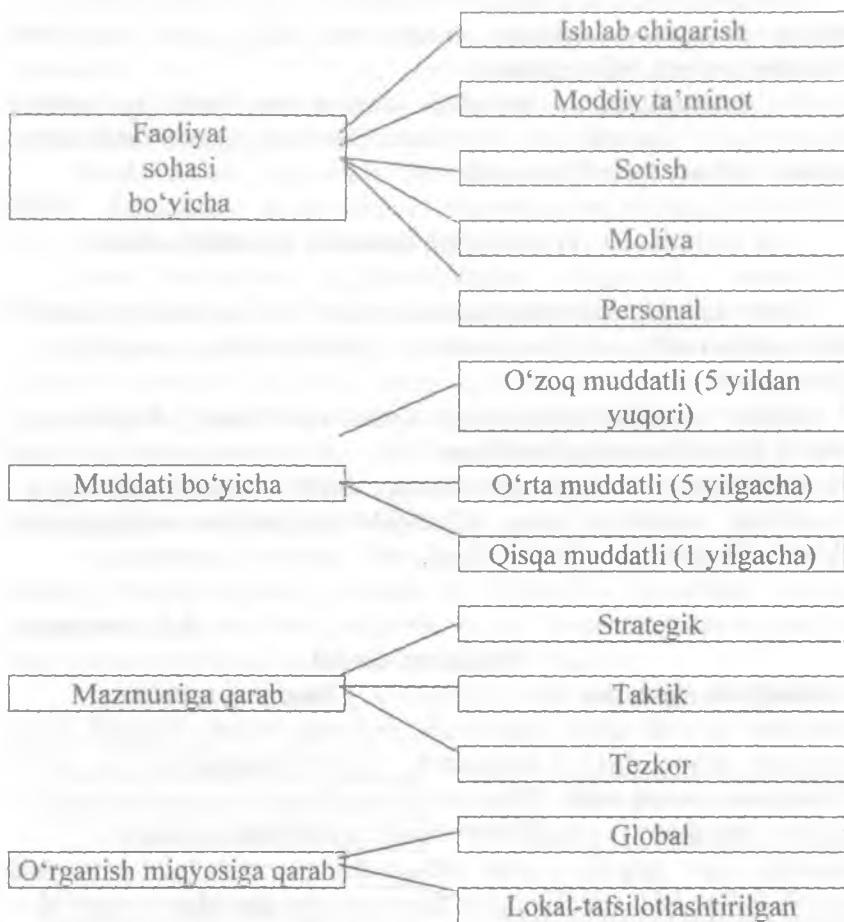 Ishlab chiqarish
Moddiy ta’minot
Faoliyat
sohasi
bo‘yicha
Sotish
Moliya
Personal
O‘zoq muddatli (5 yildan
yuqori)
Muddati bo‘yicha
O‘rta muddatli (5 yilgacha)
Qisqa muddatli (1 yilgacha)
Strategik
Mazmuniga qarab
Taktik
Tezkor
Global
O‘rganish miqyosiga qarab
Lokal-tafsilotlashtirilgan